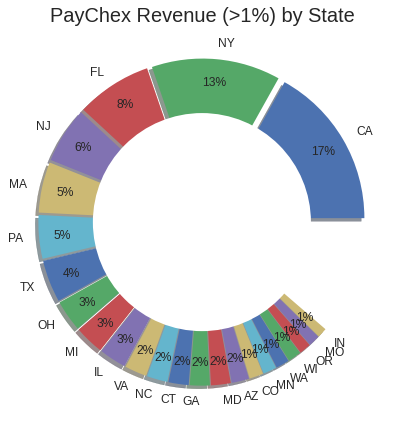 PayChex Revenue (>1%) by State
CA
17%
NY
13%
FL
8%
NJ
6%
MA
5%
PA
5%
TX
4%
OH
3%
MI
3%
IL
3%
VA
2%
NC
2%
CT
2%
GA
2%
MD
2%
AZ
2%
CO
1%
MN
1%
WA
1%
WI
1%
OR
1%
MO
1%
IN
1%